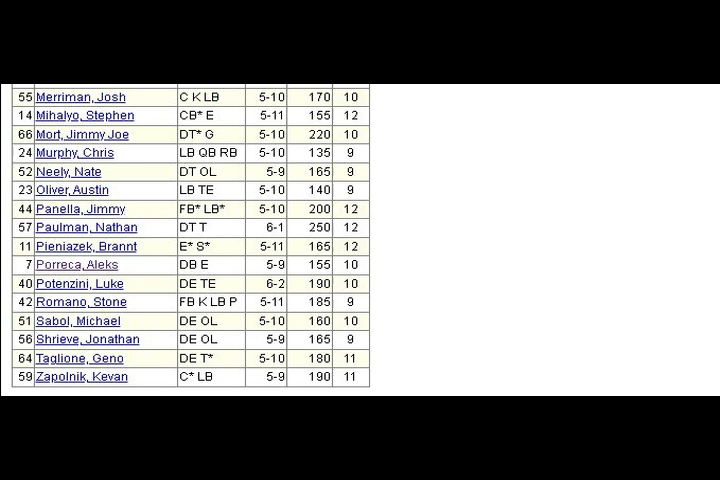 55 Merriman, Josh C K LB 5-10 170 10
14 Mihalyo, Stephen CB* E 5-11 155 12
66 Mort, Jimmy Joe DT* G 5-10 220 10
24 Murphy, Chris LB QB RB 5-10 135 9
52 Neely, Nate DT OL 5-9 165 9
23 Oliver, Austin LB TE 5-10 140 9
44 Panella, Jimmy FB* LB* 5-10 200 12
57 Paulman, Nathan DT T 6-1 250 12
11 Pieniazek, Brannt E* S* 5-11 165 12
7 Porreca, Aleks DB E 5-9 155 10
40 Potenzini, Luke DE TE 6-2 190 10
42 Romano, Stone FB K LB P 5-11 185 9
51 Sabol, Michael DE OL 5-10 160 10
56 Shrieve, Jonathan DE OL 5-9 165 9
64 Taglione, Geno DE T* 5-10 180 11
59 Zapolnik, Kevan C* LB 5-9 190 11